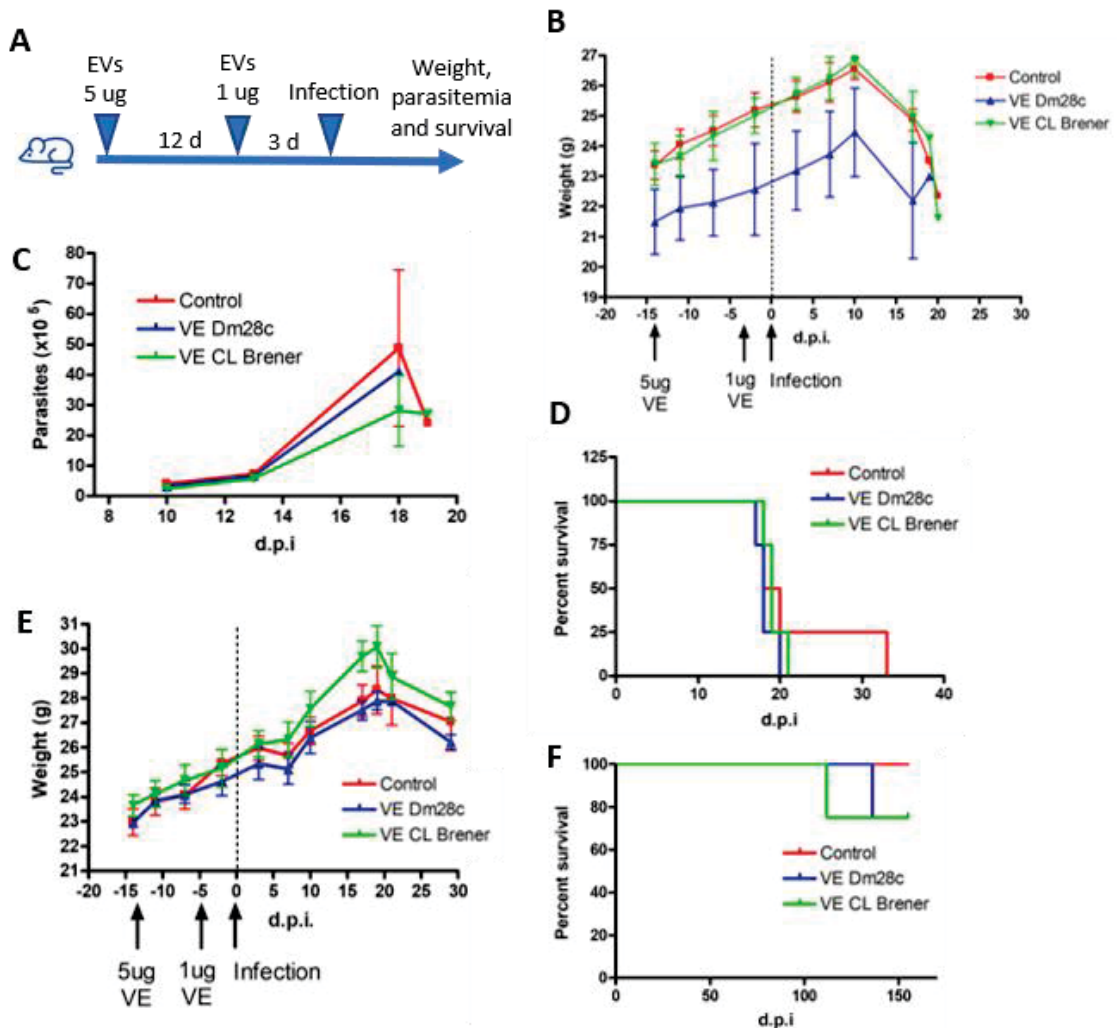 A
EVs
5 ug
EVs
1 ug
Infection
Weight,
parasitemia
and survival
12 d
3 d
B
27
26
25
24
23
22
21
20
19
Weight (g)
-15 -10 -5 0 5 10 15 20 25 30
d.p.i.
Control
VE Dm28c
VE CL Brener
5ug
VE
1ug
VE
Infection
C
80
70
60
50
40
30
20
10
0
Parasites (x10 5)
8 10 12 14 16 18 20
d.p.i
Control
VE Dm28c
VE CL Brener
D
125
100
75
50
25
0
Percent survival
0 10 20 30 40
d.p.i
Control
VE Dm28c
VE CL Brener
E
31
30
29
28
27
26
25
24
23
22
21
Weight (g)
-20 -15 -10 -5 0 5 10 15 20 25 30
d.p.i.
Control
VE Dm28c
VE CL Brener
5ug
VE
1ug
VE
Infection
F
100
80
60
40
20
0
Percent survival
0 50 100 150
d.p.i
Control
VE Dm28c
VE CL Brener